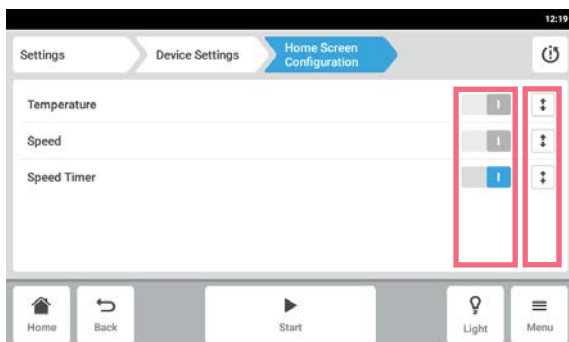 12:19
Settings
Device Settings
Home Screen
Configuration
Temperature
Speed
Speed Timer
Home
Back
Start
Light
Menu